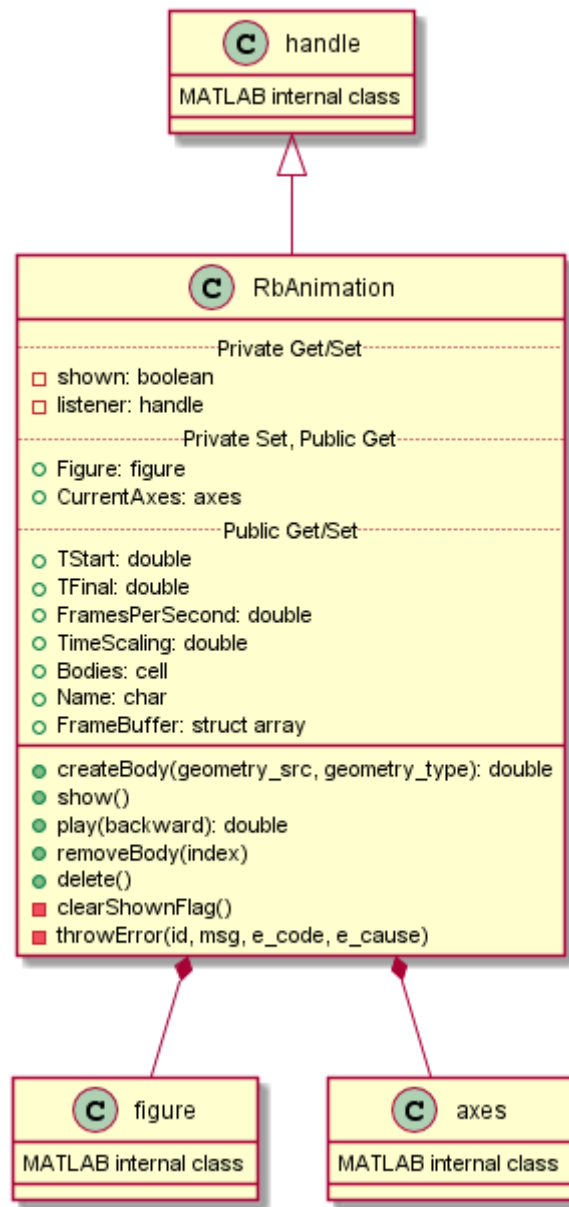 C handle
MATLAB internal class
C RbAnimation
Private Get/Set
shown: boolean
listener: handle
Private Set, Public Get
Figure: figure
CurrentAxes: axes
Public Get/Set
TStart: double
TFinal: double
FramesPerSecond: double
TimeScaling: double
Bodies: cell
Name: char
FrameBuffer: struct array
createBody(geometry_src, geometry_type): double
show()
play(backward): double
removeBody(index)
delete()
clearShownFlag()
throwError(id, msg, e_code, e_cause)
C figure
MATLAB internal class
C axes
MATLAB internal class